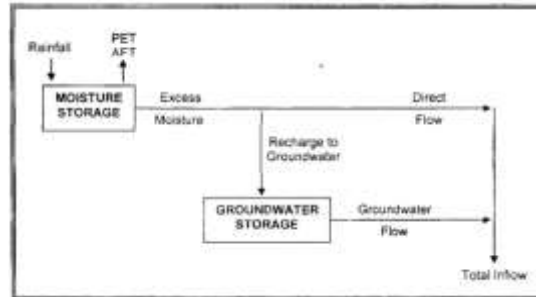 PET
Rainfall
AET
MOISTURE
STORAGE
Excess
Moisture
Direct
Flow
Recharge to
Groundwater
GROUNDWATER
STORAGE
Groundwater
Flow
Total Inflow